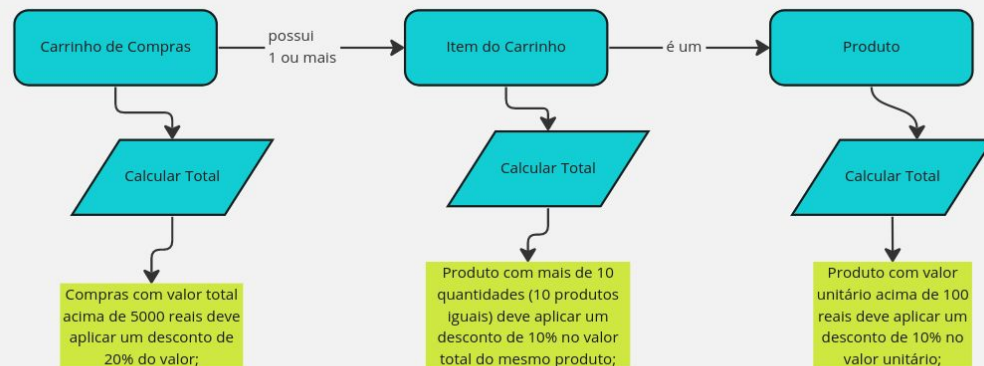 Carrinho de Compras
possui
1 ou mais
Item do Carrinho
é um
Produto
Calcular Total
Calcular Total
Calcular Total
Compras com valor total
acima de 5000 reais deve
aplicar um desconto de
20% do valor;
Produto com mais de 10
quantidades (10 produtos
iguais) deve aplicar um
desconto de 10% no valor
total do mesmo produto;
Produto com valor
unitário acima de 100
reais deve aplicar um
desconto de 10% no
valor unitário;